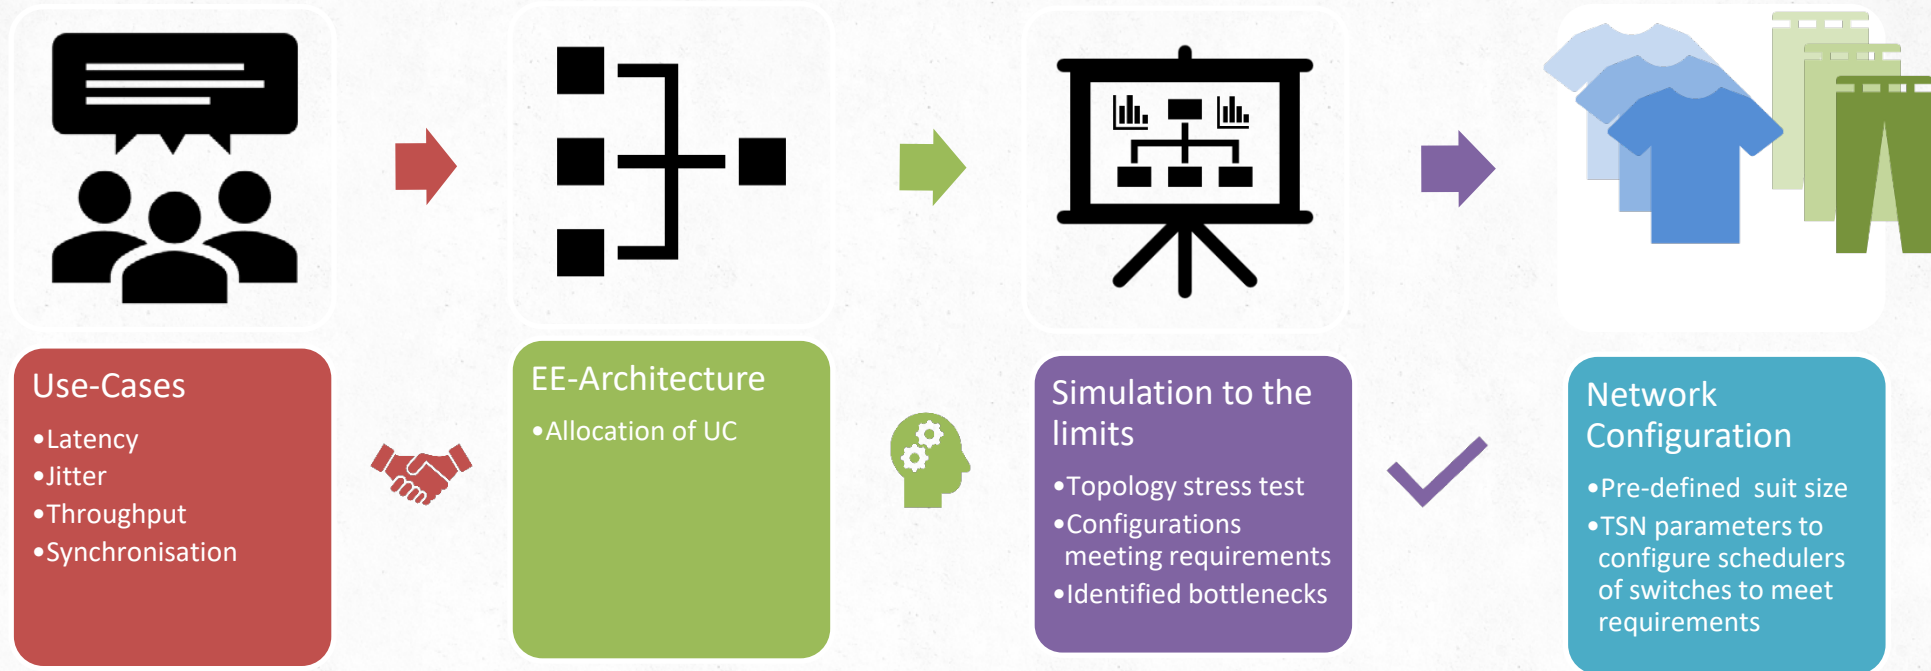 Use-Cases
•Latency
•Jitter
•Throughput
•Synchronisation
EE-Architecture
•Allocation of UC
Simulation to the
limits
•Topology stress test
•Configurations
meeting requirements
•Identified bottlenecks
Network
Configuration
•Pre-defined suit size
•TSN parameters to
configure schedulers
of switches to meet
requirements